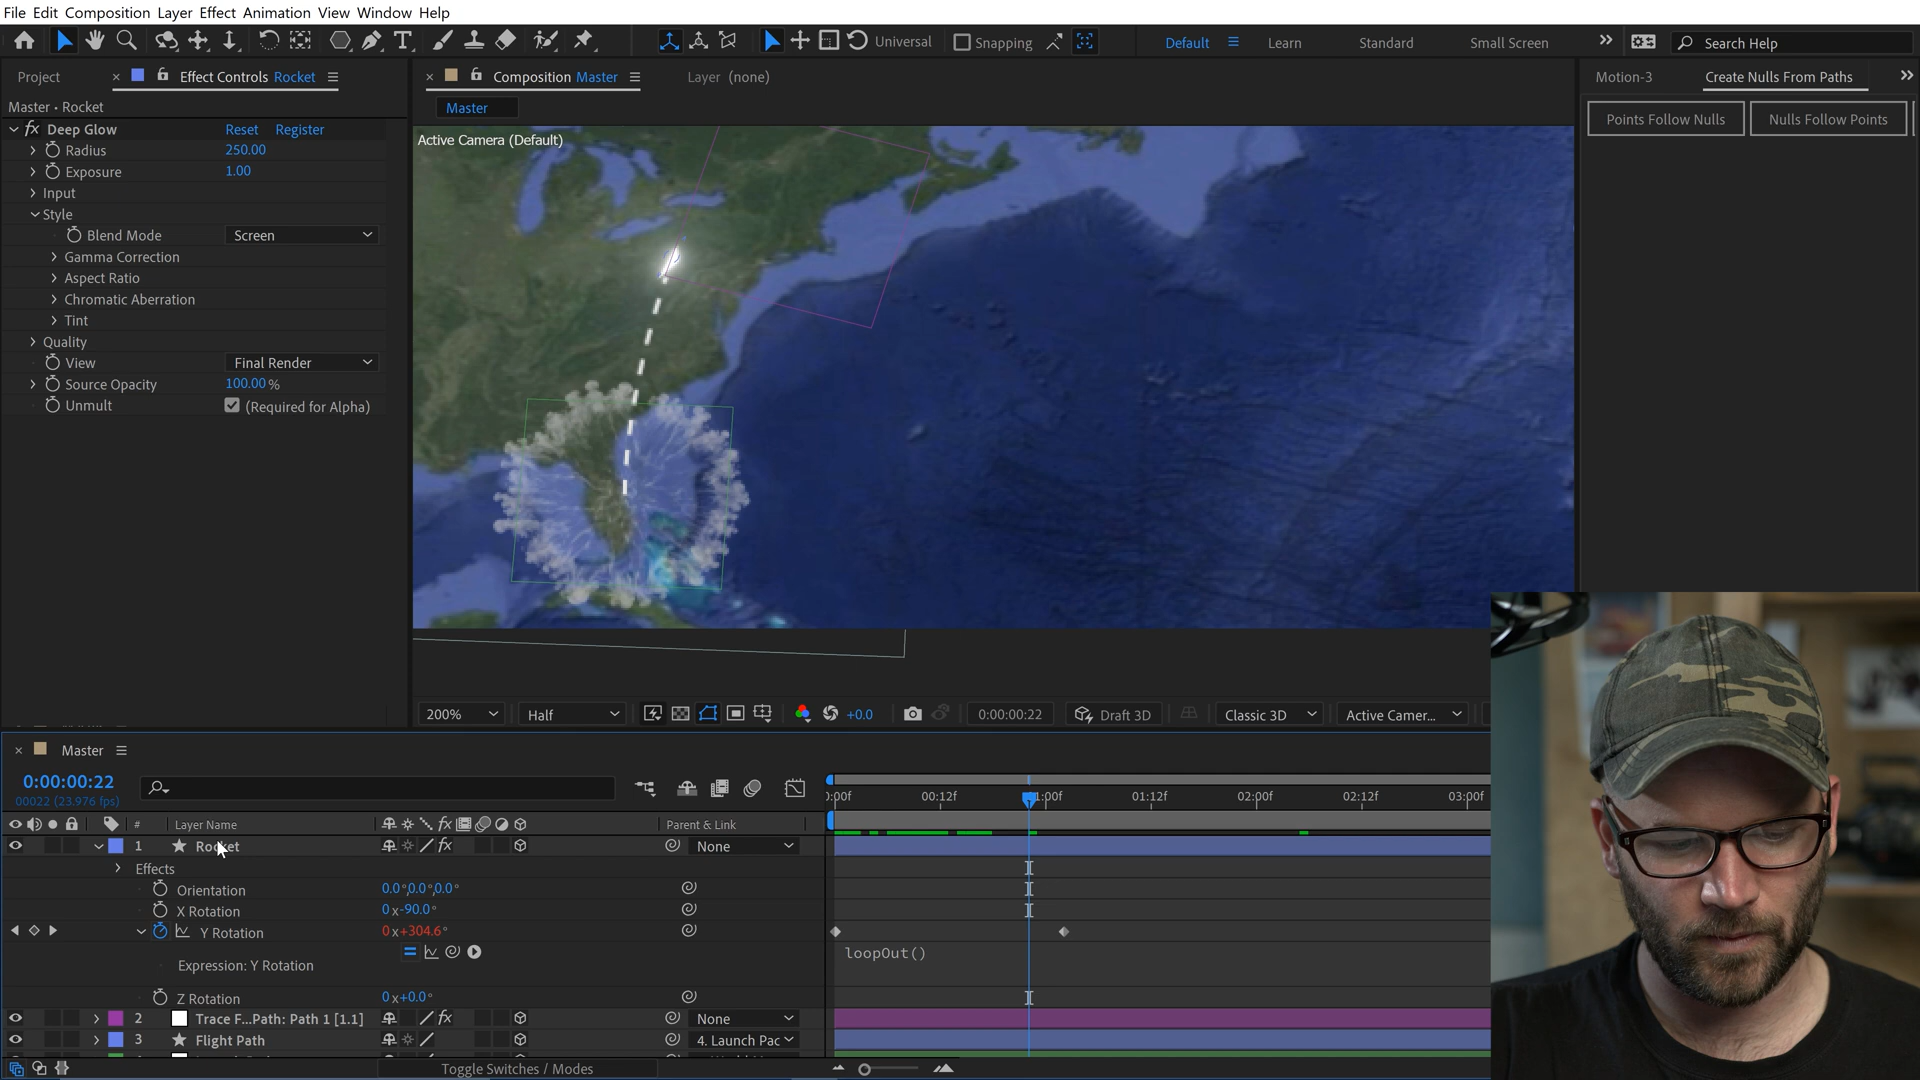 File Edit Composition Layer Effect Animation View Window Help
Universal Snapping Default Learn Standard Small Screen Search Help
Project Effect Controls Rocket Composition Master Layer (none) Motion-3 Create Nulls From Paths
Master • Rocket
Master
Points Follow Nulls Nulls Follow Points
fx Deep Glow Reset Register
Active Camera (Default)
Radius 250.00
Exposure 1.00
Input
Style
Blend Mode Screen
Gamma Correction
Aspect Ratio
Chromatic Aberration
Tint
Quality
View Final Render
Source Opacity 100.00 %
Unmult (Required for Alpha)
200% Half +0.0 0:00:00:22 Draft 3D Classic 3D Active Camer...
Master
0:00:00:22
00022 (23.976 fps)
0:00f 00:12f 01:00f 01:12f 02:00f 02:12f 03:00f
# Layer Name fx Parent & Link
1 Rocket fx None
Effects
Orientation 0.0°,0.0°,0.0°
X Rotation 0x-90.0°
Y Rotation 0x+304.6°
loopOut()
Expression: Y Rotation
Z Rotation 0x+0.0°
2 Trace F...Path: Path 1 [1.1] fx None
3 Flight Path 4. Launch Pac
Toggle Switches / Modes